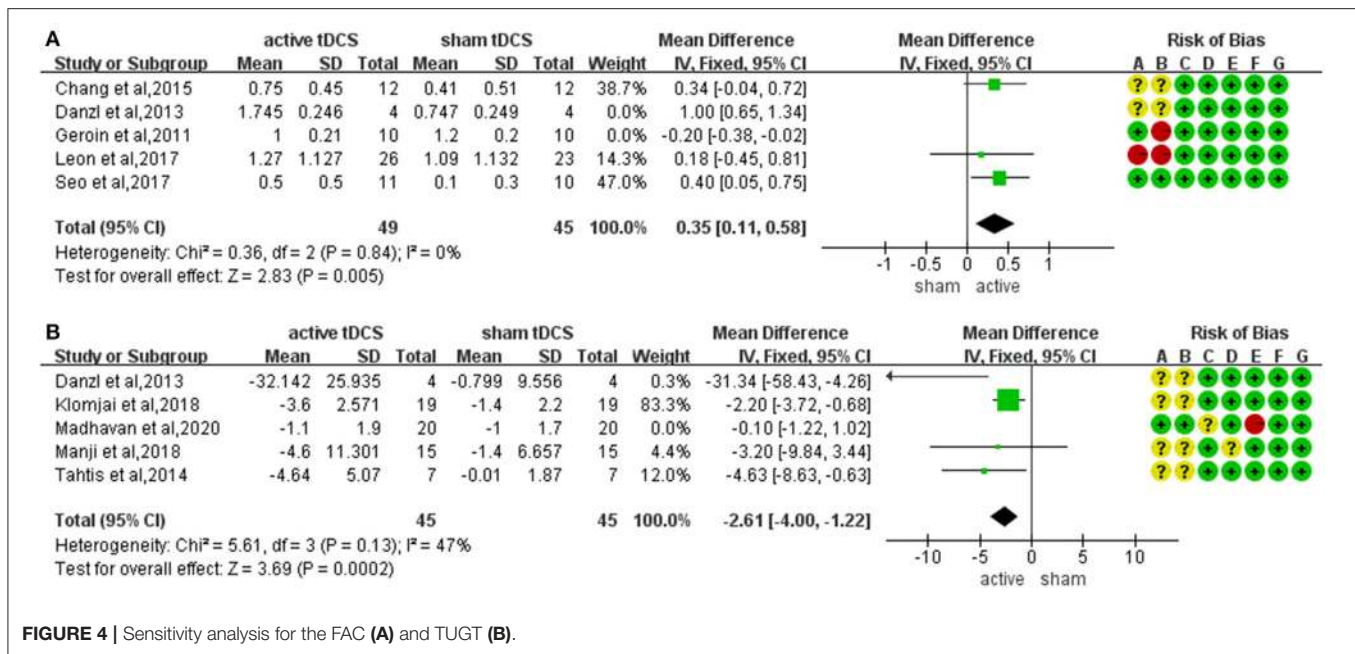 A
active tDCS sham tDCS Mean Difference Mean Difference Risk of Bias
Study or Subgroup Mean SD Total Mean SD Total Weight IV, Fixed, 95% CI IV, Fixed, 95% CI A B C D E F G
Chang et al,2015 0.75 0.45 12 0.41 0.51 12 38.7% 0.34 [-0.04, 0.72] ? ? + + + + +
Danzl et al,2013 1.745 0.246 4 0.747 0.249 4 0.0% 1.00 [0.65, 1.34] ? ? + + + + +
Geroin et al,2011 1 0.21 10 1.2 0.2 10 0.0% -0.20 [-0.38, -0.02] + - + + + + +
Leon et al,2017 1.27 1.127 26 1.09 1.132 23 14.3% 0.18 [-0.45, 0.81] - - + + + + +
Seo et al,2017 0.5 0.5 11 0.1 0.3 10 47.0% 0.40 [0.05, 0.75] + + + + + + +
Total (95% CI) 49 45 100.0% 0.35 [0.11, 0.58]
Heterogeneity: Chi² = 0.36, df = 2 (P = 0.84); I² = 0%
Test for overall effect: Z = 2.83 (P = 0.005)
-1 -0.5 0 0.5 1
sham active
B
active tDCS sham tDCS Mean Difference Mean Difference Risk of Bias
Study or Subgroup Mean SD Total Mean SD Total Weight IV, Fixed, 95% CI IV, Fixed, 95% CI A B C D E F G
Danzl et al,2013 -32.142 25.935 4 -0.799 9.556 4 0.3% -31.34 [-58.43, -4.26] ? ? + + + + +
Klomjai et al,2018 -3.6 2.571 19 -1.4 2.2 19 83.3% -2.20 [-3.72, -0.68] ? ? + + + + +
Madhavan et al,2020 -1.1 1.9 20 -1 1.7 20 0.0% -0.10 [-1.22, 1.02] + + ? + - + +
Manji et al,2018 -4.6 11.301 15 -1.4 6.657 15 4.4% -3.20 [-9.84, 3.44] ? ? + ? + + +
Tahtis et al,2014 -4.64 5.07 7 -0.01 1.87 7 12.0% -4.63 [-8.63, -0.63] ? ? + + + + +
Total (95% CI) 45 45 100.0% -2.61 [-4.00, -1.22]
Heterogeneity: Chi² = 5.61, df = 3 (P = 0.13); I² = 47%
Test for overall effect: Z = 3.69 (P = 0.0002)
-10 -5 0 5 10
active sham
FIGURE 4 | Sensitivity analysis for the FAC (A) and TUGT (B).